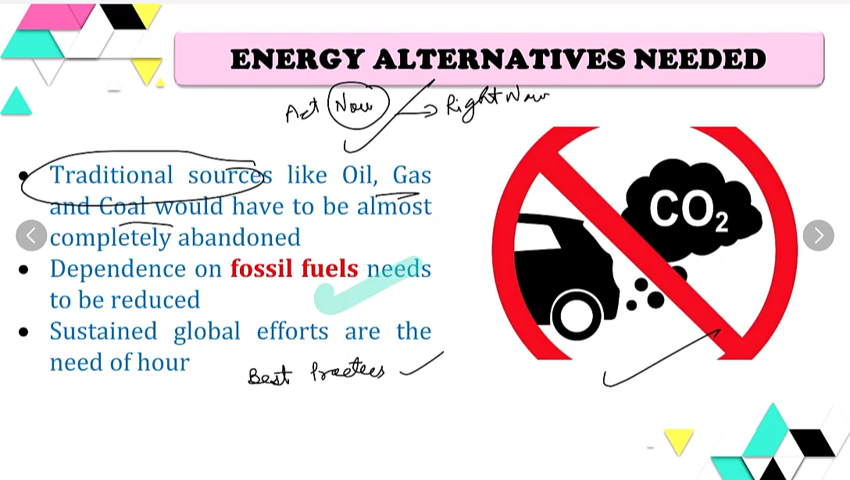 ENERGY ALTERNATIVES NEEDED
Act Now → Right Now
• Traditional sources like Oil, Gas
and Coal would have to be almost
completely abandoned
• Dependence on fossil fuels needs
to be reduced
• Sustained global efforts are the
need of hour
Best Practces
CO₂